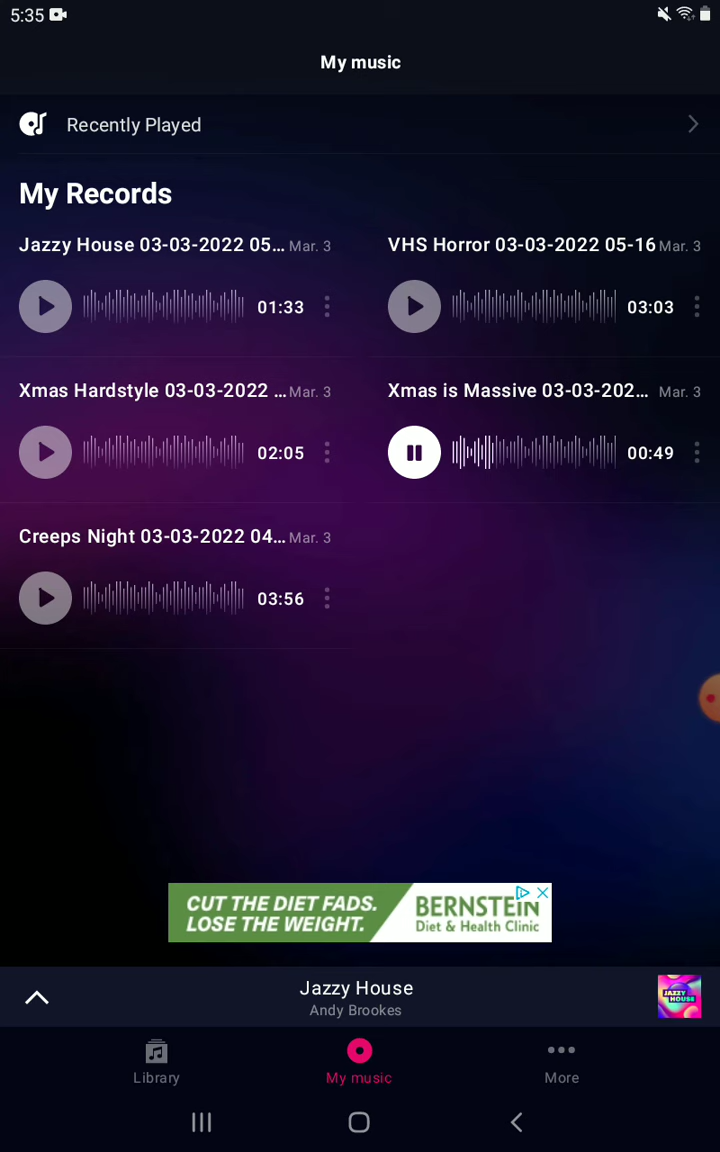 5:35
My music
Recently Played
My Records
Jazzy House 03-03-2022 05... Mar. 3
01:33
VHS Horror 03-03-2022 05-16 Mar. 3
03:03
Xmas Hardstyle 03-03-2022 ... Mar. 3
02:05
Xmas is Massive 03-03-202... Mar. 3
00:49
Creeps Night 03-03-2022 04... Mar. 3
03:56
CUT THE DIET FADS.
LOSE THE WEIGHT.
BERNSTEIN
Diet & Health Clinic
Jazzy House
Andy Brookes
JAZZY
HOUSE
Library
My music
More